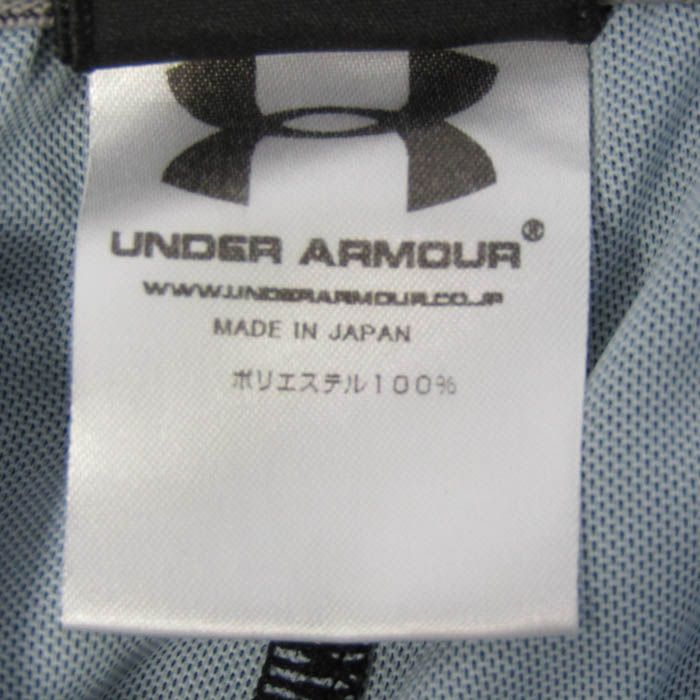 UNDER ARMOUR®
WWW.UNDERARMOUR.CO.JP
MADE IN JAPAN
ポリエステル100%